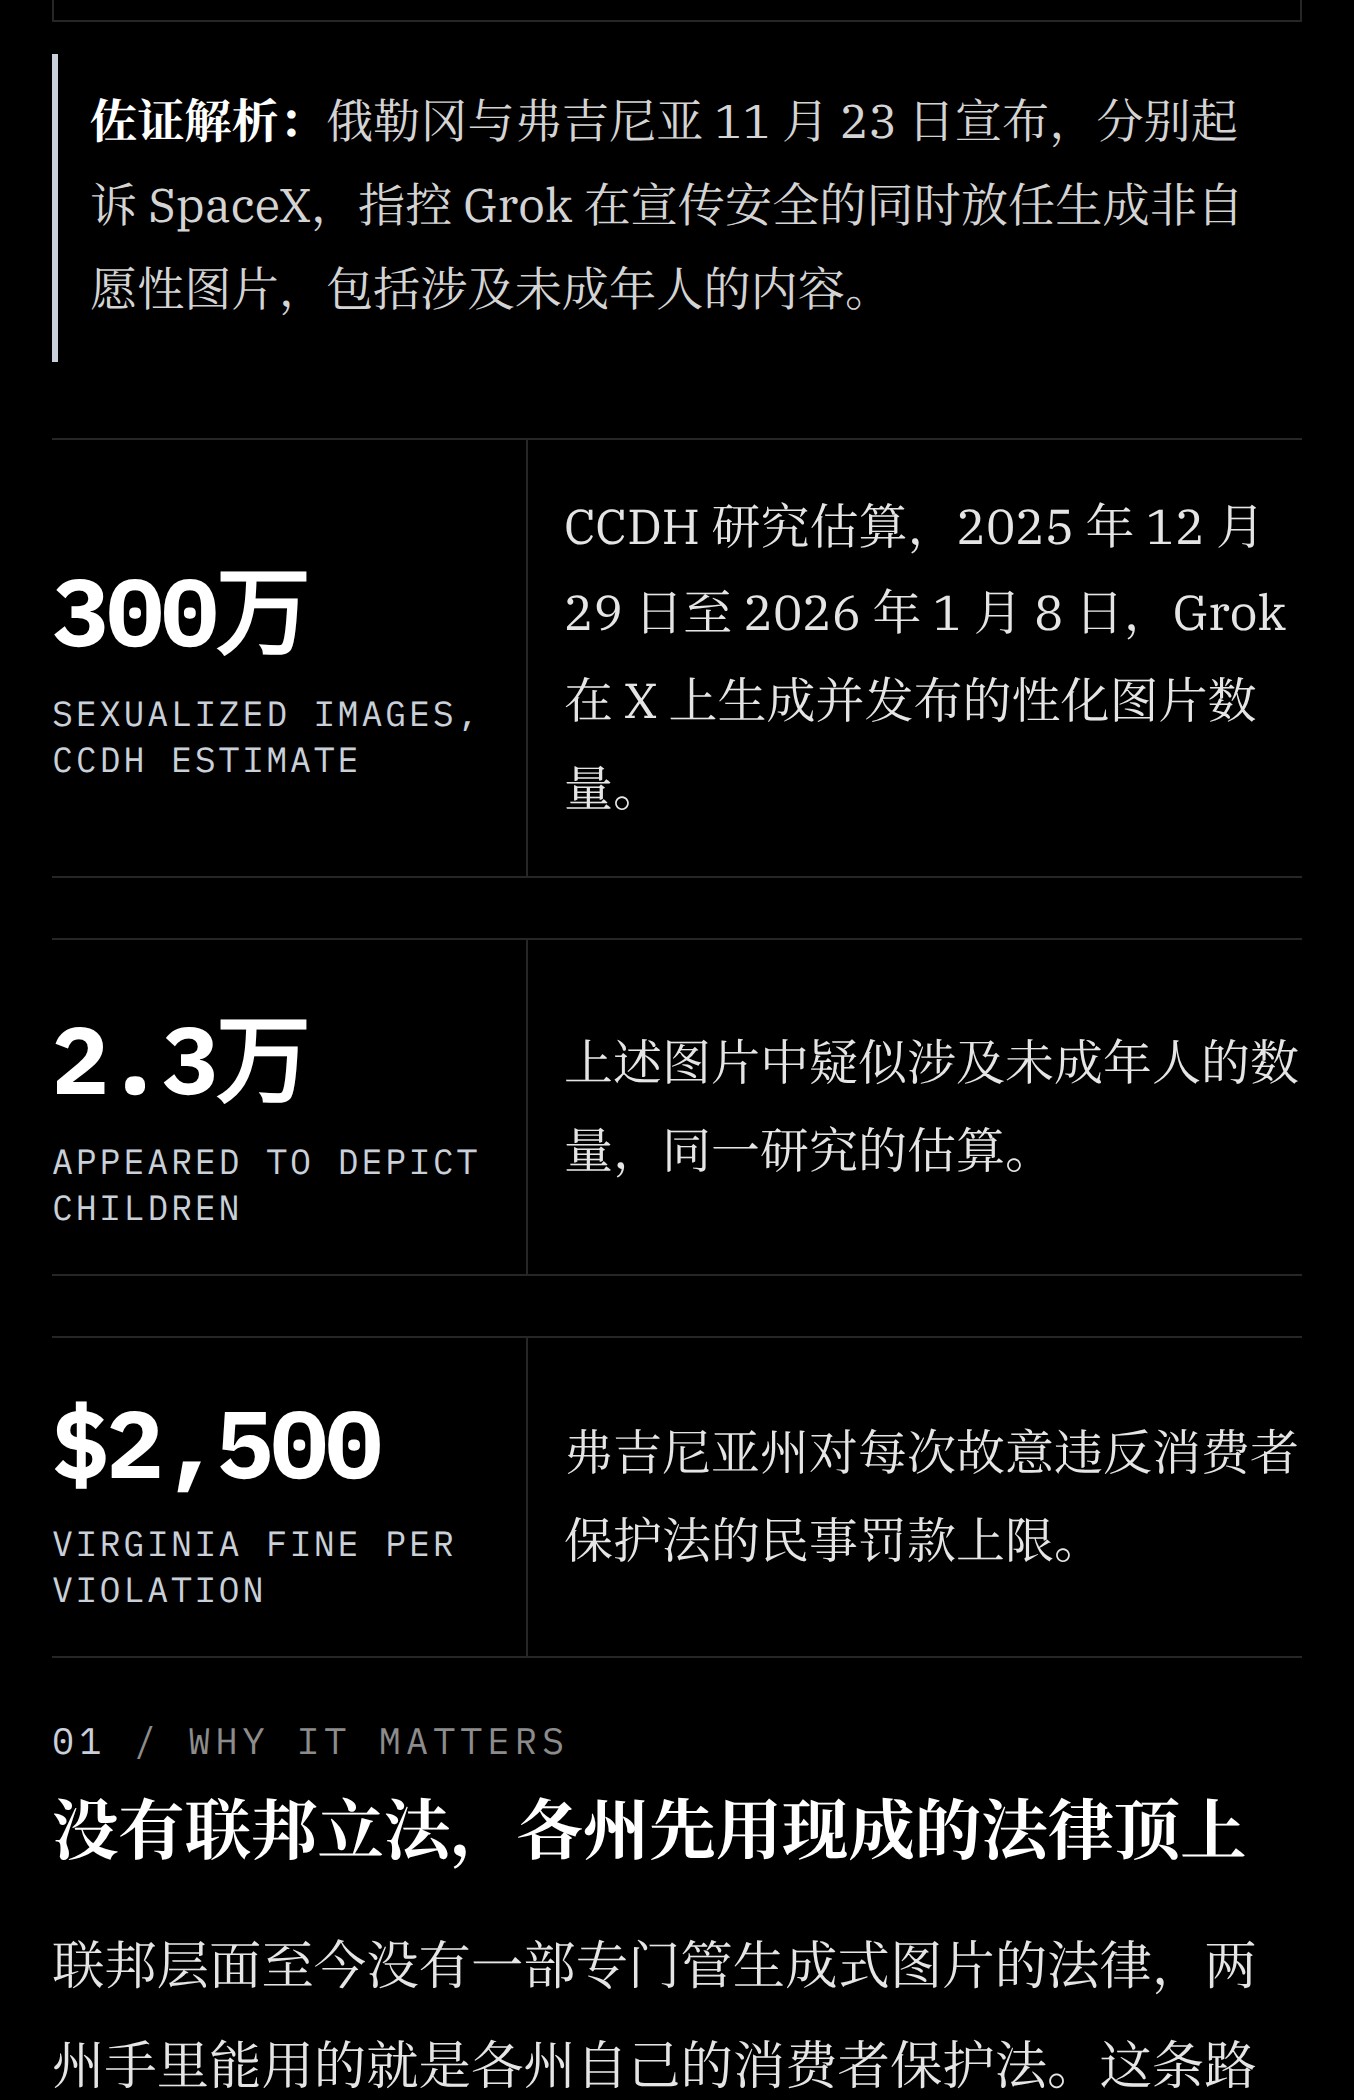 佐证解析：俄勒冈与弗吉尼亚 11 月 23 日宣布，分别起
诉 SpaceX，指控 Grok 在宣传安全的同时放任生成非自
愿性图片，包括涉及未成年人的内容。
300万
SEXUALIZED IMAGES,
CCDH ESTIMATE
CCDH 研究估算，2025 年 12 月
29 日至 2026 年 1 月 8 日，Grok
在 X 上生成并发布的性化图片数
量。
2.3万
APPEARED TO DEPICT
CHILDREN
上述图片中疑似涉及未成年人的数
量，同一研究的估算。
$2,500
VIRGINIA FINE PER
VIOLATION
弗吉尼亚州对每次故意违反消费者
保护法的民事罚款上限。
01 / WHY IT MATTERS
没有联邦立法，各州先用现成的法律顶上
联邦层面至今没有一部专门管生成式图片的法律，两
州手里能用的就是各州自己的消费者保护法。这条路